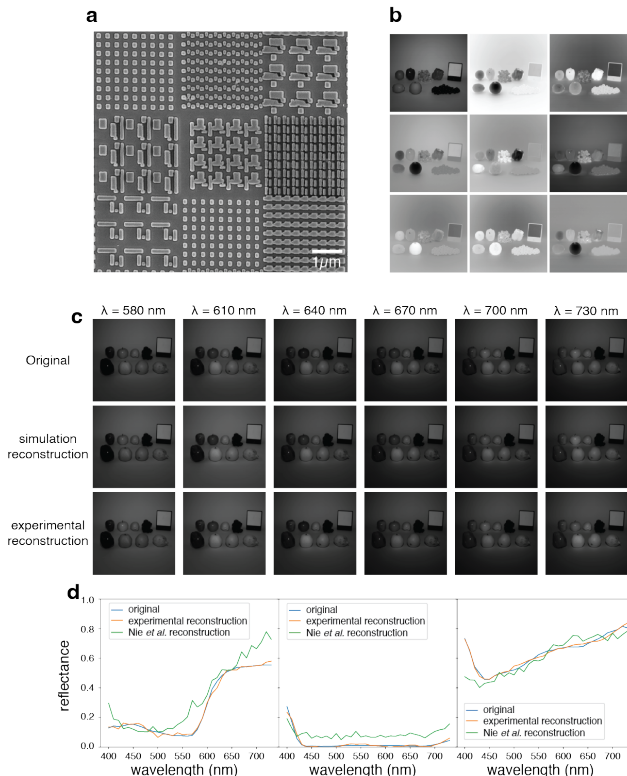 a
b
1μm
c
λ = 580 nm λ = 610 nm λ = 640 nm λ = 670 nm λ = 700 nm λ = 730 nm
Original
simulation
reconstruction
experimental
reconstruction
d
reflectance
1.0
0.8
0.6
0.4
0.2
0.0
original
experimental reconstruction
Nie et al. reconstruction
400 450 500 550 600 650 700
wavelength (nm)
original
experimental reconstruction
Nie et al. reconstruction
400 450 500 550 600 650 700
wavelength (nm)
original
experimental reconstruction
Nie et al. reconstruction
400 450 500 550 600 650 700
wavelength (nm)